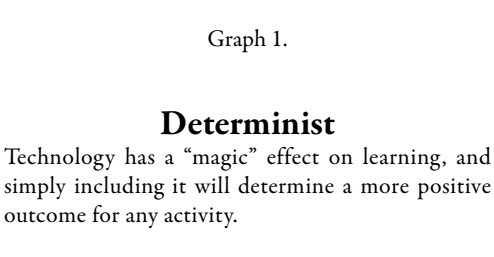 Graph 1.
Determinist
Technology has a “magic” effect on learning, and
simply including it will determine a more positive
outcome for any activity.